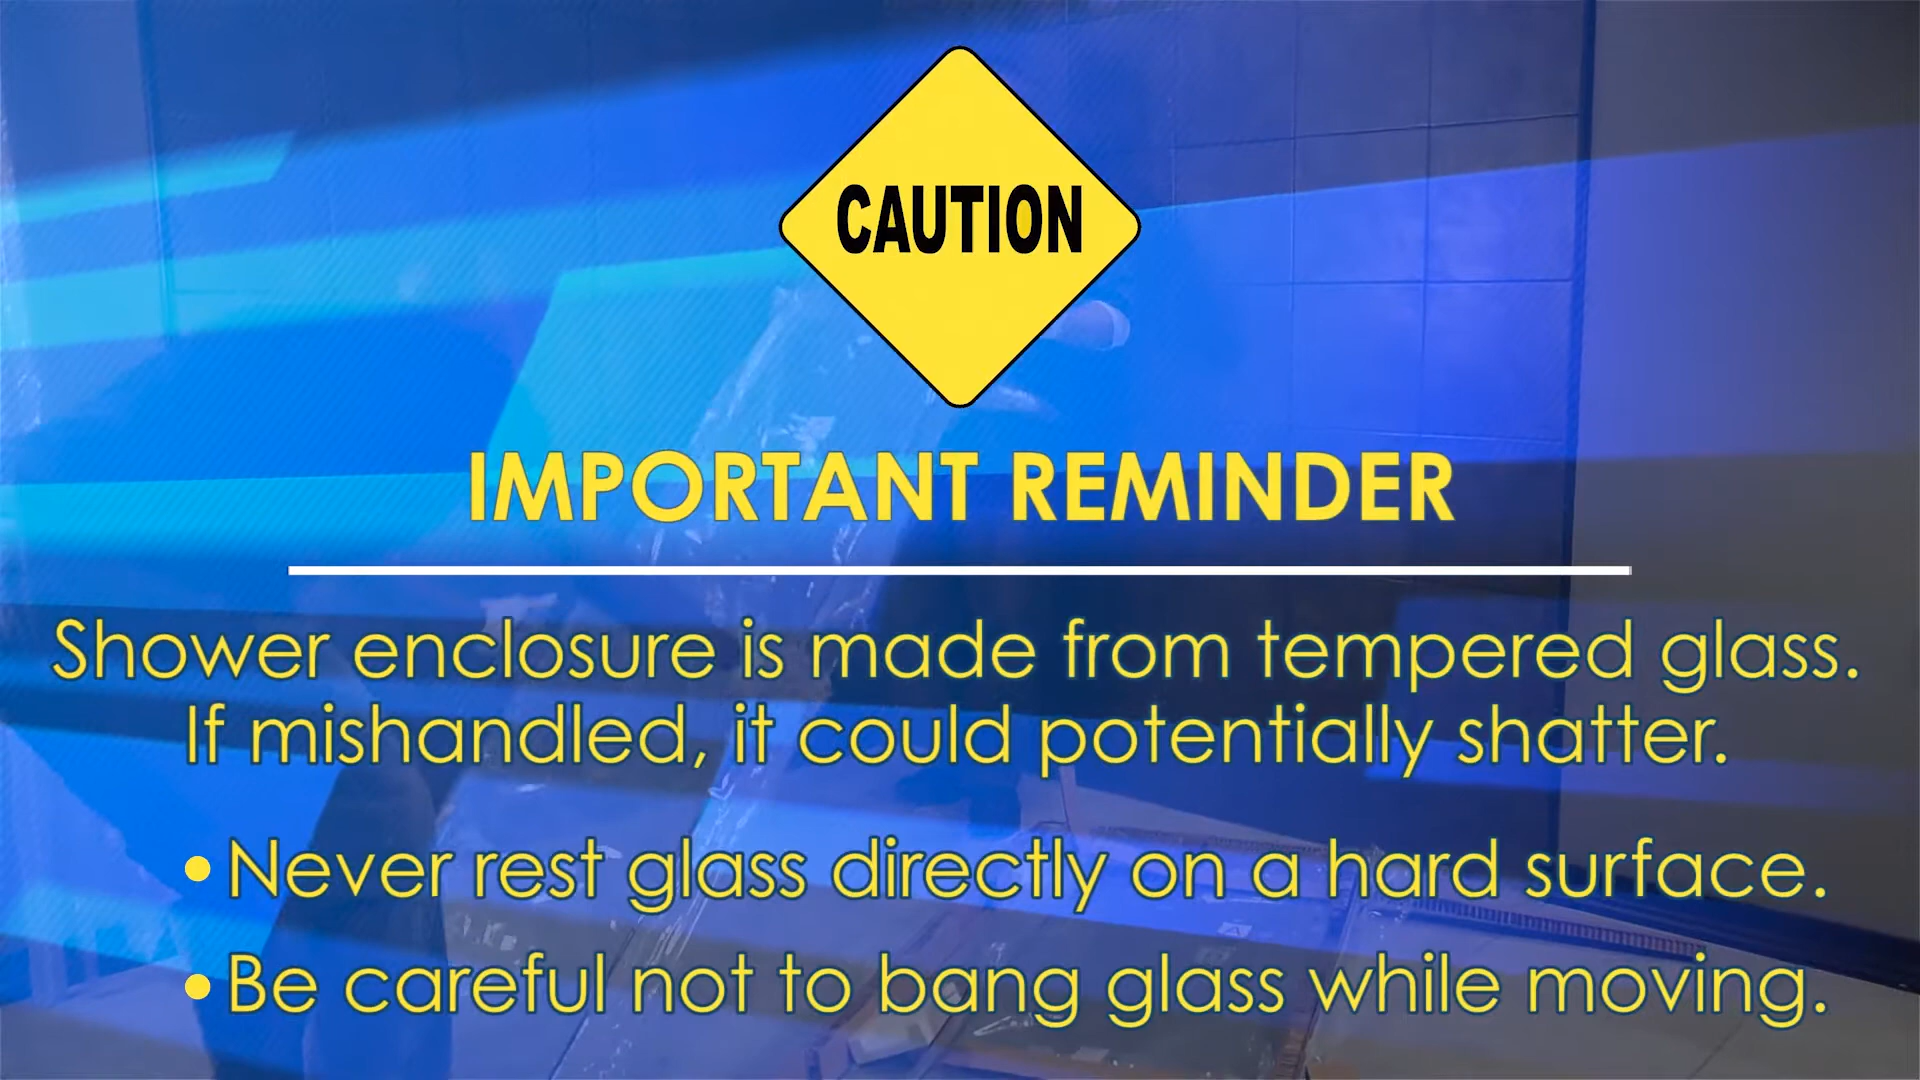 CAUTION
IMPORTANT REMINDER
Shower enclosure is made from tempered glass.
If mishandled, it could potentially shatter.
• Never rest glass directly on a hard surface.
• Be careful not to bang glass while moving.